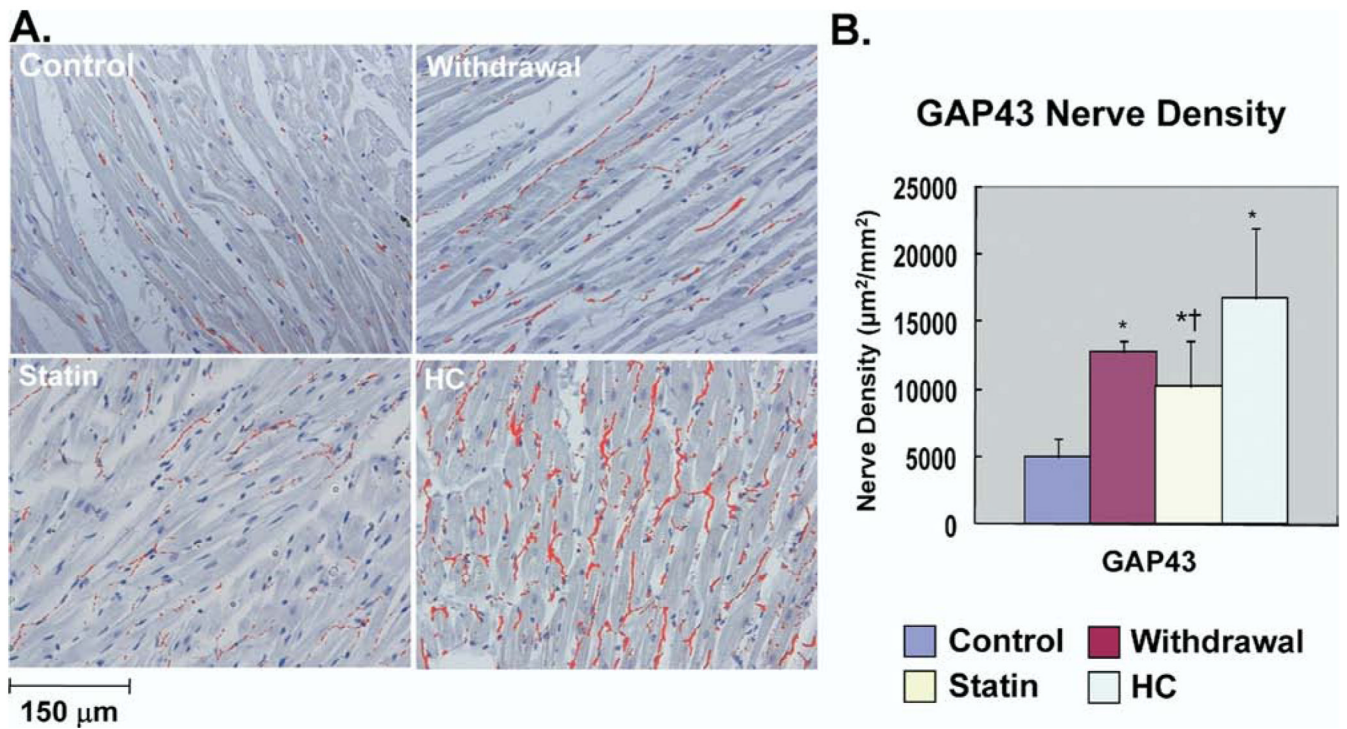 A.
Control
Withdrawal
Statin
HC
150 μm
B.
GAP43 Nerve Density
Nerve Density (μm²/mm²)
25000
20000
15000
10000
5000
0
*
*†
*
GAP43
Control
Withdrawal
Statin
HC